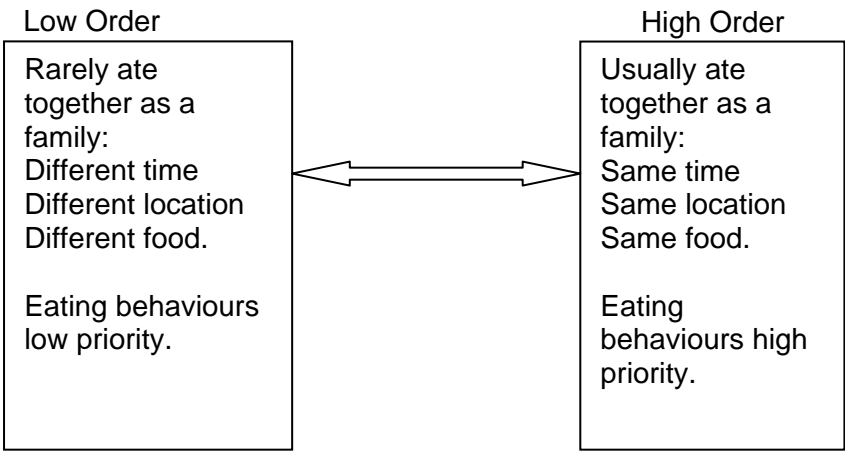 Low Order
Rarely ate
together as a
family:
Different time
Different location
Different food.
Eating behaviours
low priority.
High Order
Usually ate
together as a
family:
Same time
Same location
Same food.
Eating
behaviours high
priority.